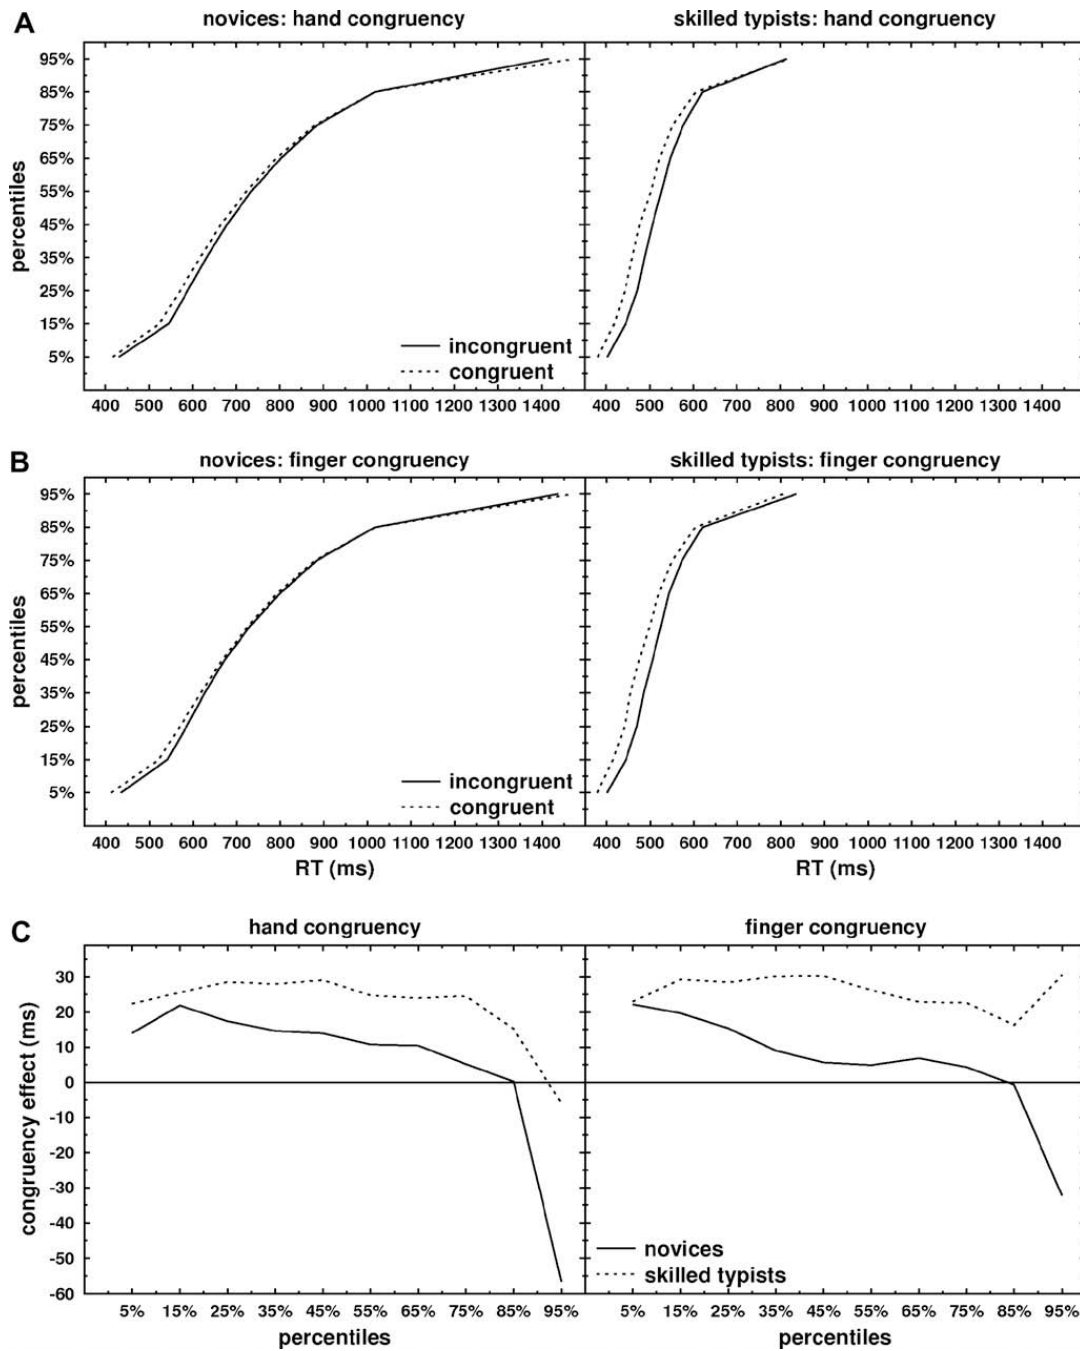 A
novices: hand congruency
skilled typists: hand congruency
percentiles
95%
85%
75%
65%
55%
45%
35%
25%
15%
5%
incongruent
congruent
400 500 600 700 800 900 1000 1100 1200 1300 1400
400 500 600 700 800 900 1000 1100 1200 1300 1400
B
novices: finger congruency
skilled typists: finger congruency
percentiles
95%
85%
75%
65%
55%
45%
35%
25%
15%
5%
incongruent
congruent
400 500 600 700 800 900 1000 1100 1200 1300 1400
400 500 600 700 800 900 1000 1100 1200 1300 1400
RT (ms)
RT (ms)
C
hand congruency
finger congruency
congruency effect (ms)
30
20
10
0
-10
-20
-30
-40
-50
-60
novices
skilled typists
5% 15% 25% 35% 45% 55% 65% 75% 85% 95%
5% 15% 25% 35% 45% 55% 65% 75% 85% 95%
percentiles
percentiles